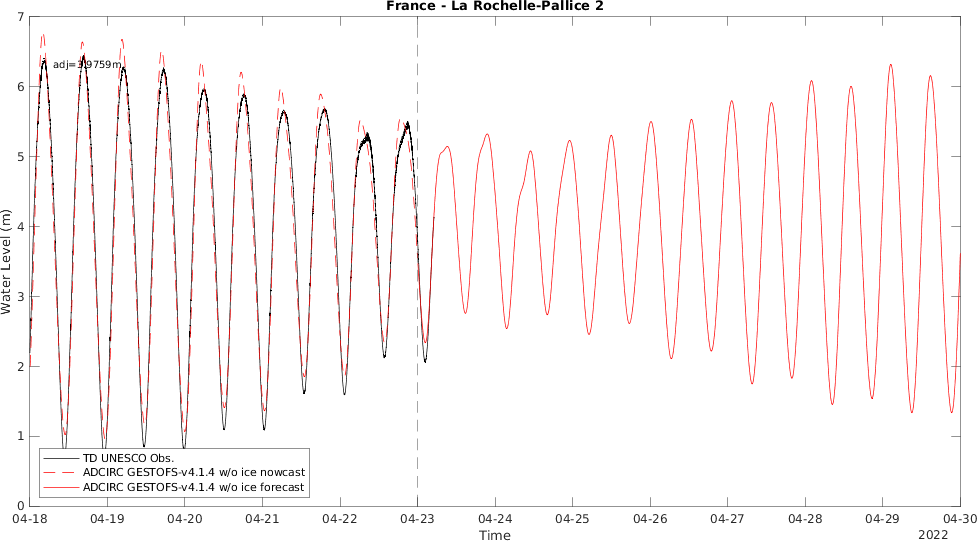 France - La Rochelle-Pallice 2
7
6
5
4
3
2
1
0
Water Level (m)
adj=3.9759m
TD UNESCO Obs.
ADCIRC GESTOFS-v4.1.4 w/o ice nowcast
ADCIRC GESTOFS-v4.1.4 w/o ice forecast
04-18 04-19 04-20 04-21 04-22 04-23 04-24 04-25 04-26 04-27 04-28 04-29 04-30
Time
2022